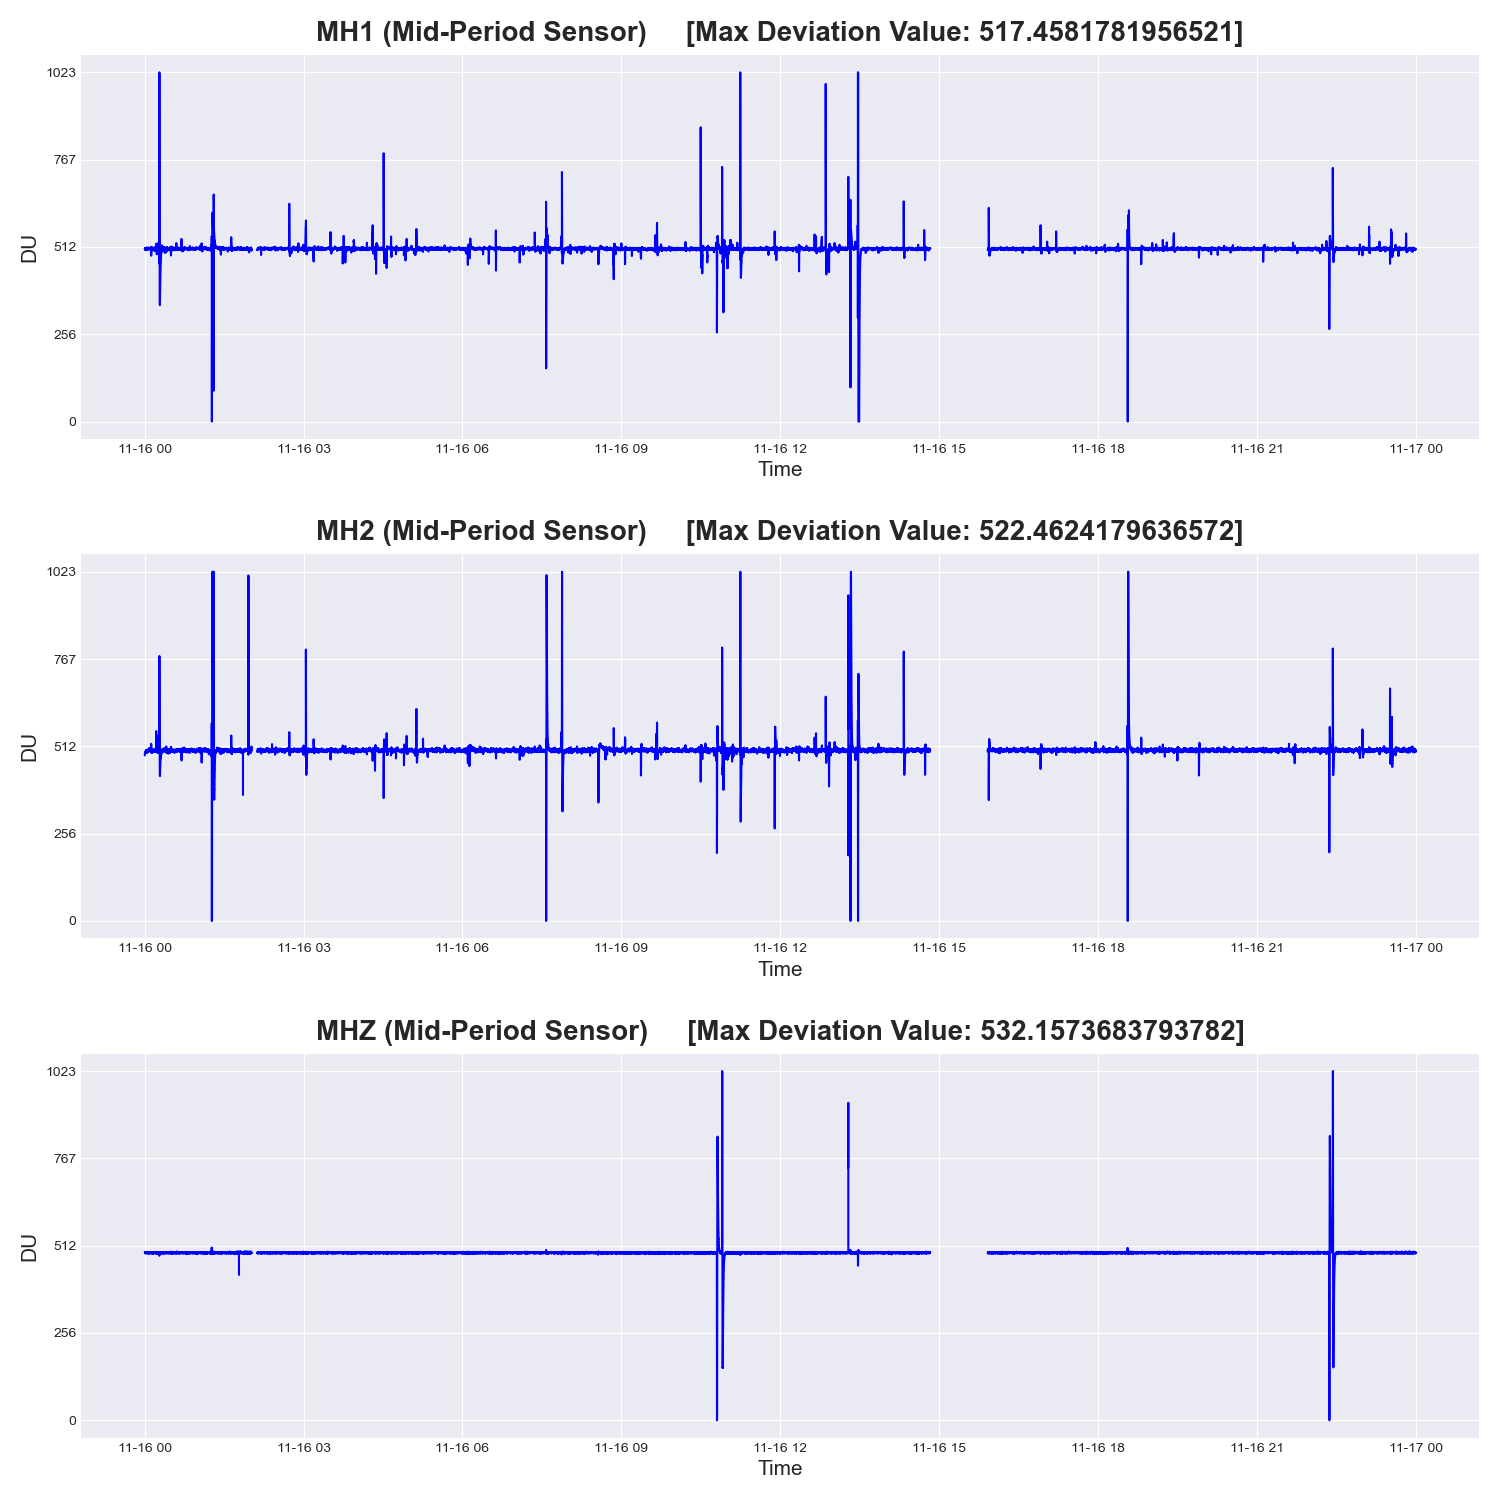 MH1 (Mid-Period Sensor) [Max Deviation Value: 517.4581781956521]
1023
767
512
256
0
DU
11-16 00 11-16 03 11-16 06 11-16 09 11-16 12 11-16 15 11-16 18 11-16 21 11-17 00
Time
MH2 (Mid-Period Sensor) [Max Deviation Value: 522.4624179636572]
1023
767
512
256
0
DU
11-16 00 11-16 03 11-16 06 11-16 09 11-16 12 11-16 15 11-16 18 11-16 21 11-17 00
Time
MHZ (Mid-Period Sensor) [Max Deviation Value: 532.1573683793782]
1023
767
512
256
0
DU
11-16 00 11-16 03 11-16 06 11-16 09 11-16 12 11-16 15 11-16 18 11-16 21 11-17 00
Time